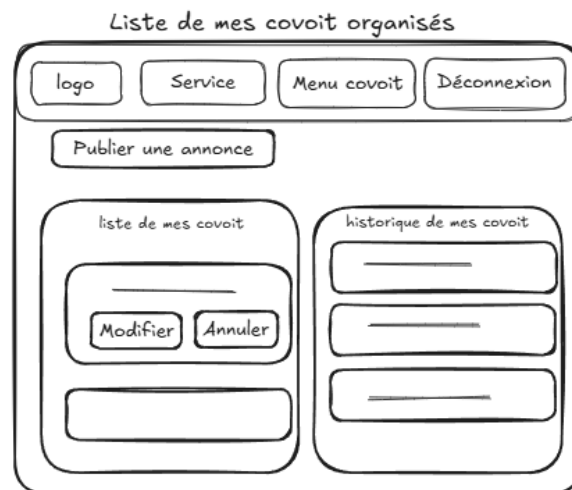 Liste de mes covoit organisés
logo Service Menu covoit Déconnexion
Publier une annonce
liste de mes covoit
historique de mes covoit
Modifier Annuler